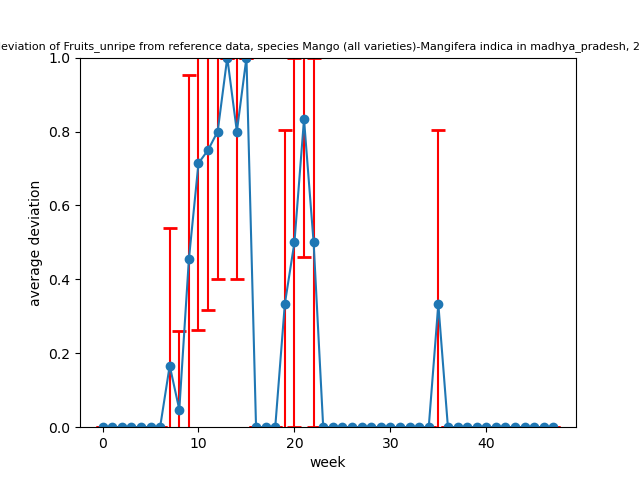 eviation of Fruits_unripe from reference data, species Mango (all varieties)-Mangifera indica in madhya_pradesh, 2
1.0
0.8
0.6
0.4
0.2
0.0
average deviation
0 10 20 30 40
week